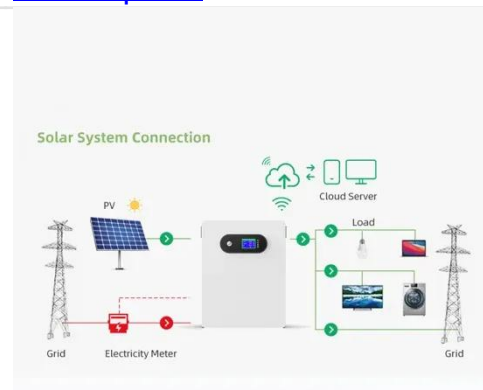 Solar System Connection
Cloud Server
PV
Load
Grid
Electricity Meter
Grid